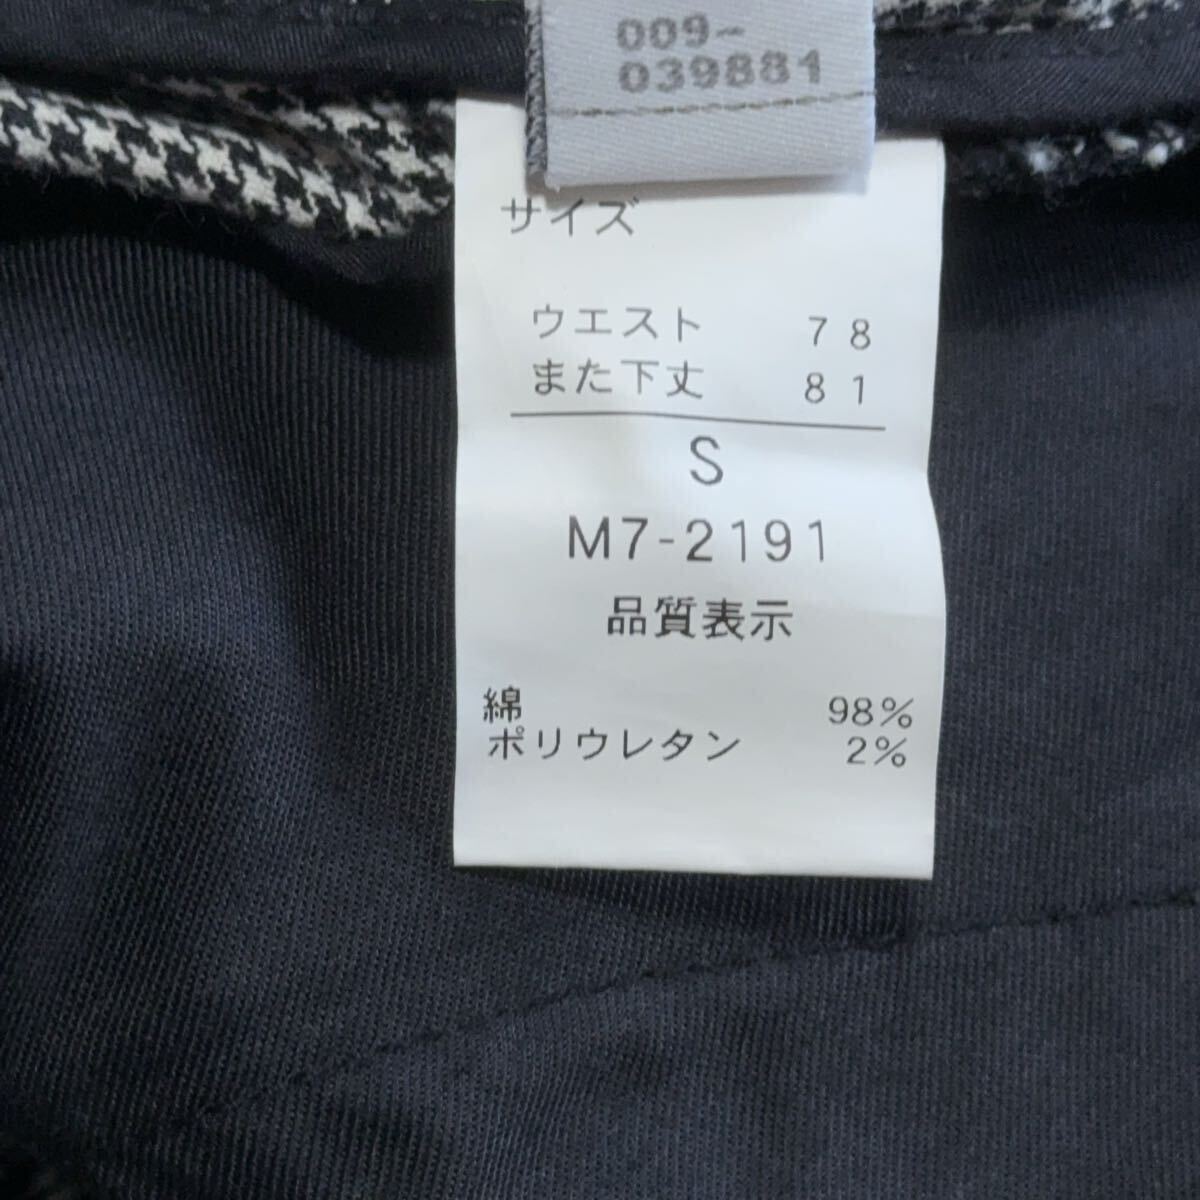 009-
039881
サイズ
ウエスト 78
また下丈 81
S
M7-2191
品質表示
綿 98%
ポリウレタン 2%